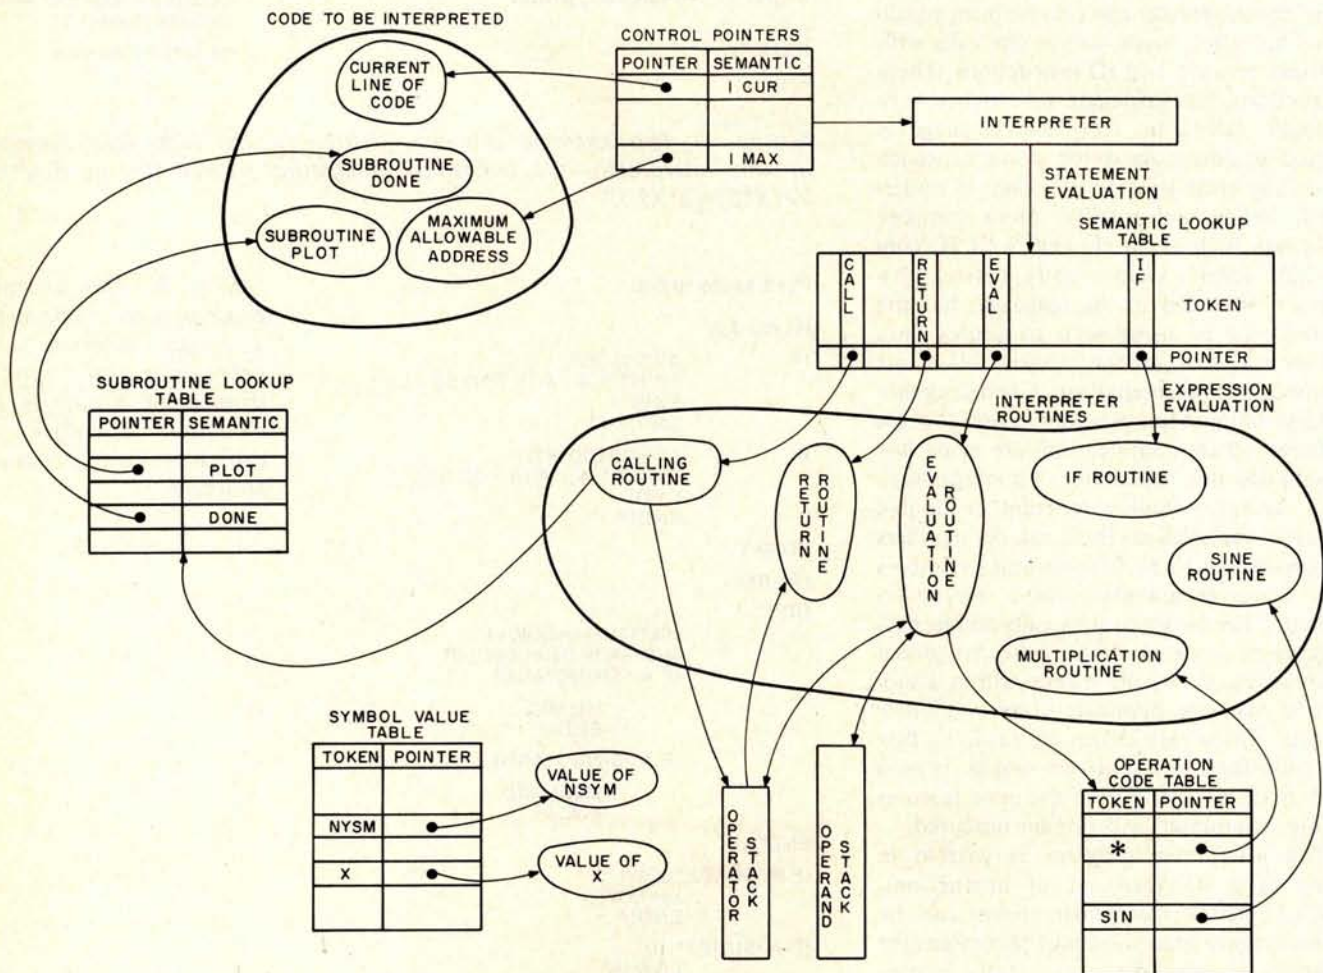 CODE TO BE INTERPRETED
CURRENT
LINE OF
CODE
SUBROUTINE
DONE
SUBROUTINE
PLOT
MAXIMUM
ALLOWABLE
ADDRESS
CONTROL POINTERS
POINTER SEMANTIC
I CUR
I MAX
INTERPRETER
STATEMENT
EVALUATION
SEMANTIC LOOKUP
TABLE
CALL
RETURN
EVAL
IF
TOKEN
POINTER
SUBROUTINE LOOKUP
TABLE
POINTER SEMANTIC
PLOT
DONE
INTERPRETER
ROUTINES
EXPRESSION
EVALUATION
CALLING
ROUTINE
RETURN
ROUTINE
EVALUATION
ROUTINE
IF ROUTINE
SINE
ROUTINE
MULTIPLICATION
ROUTINE
SYMBOL VALUE
TABLE
TOKEN POINTER
NYSM
X
VALUE OF
NSYM
VALUE OF
X
OPERATOR
STACK
OPERAND
STACK
OPERATION
CODE TABLE
TOKEN POINTER
*
SIN